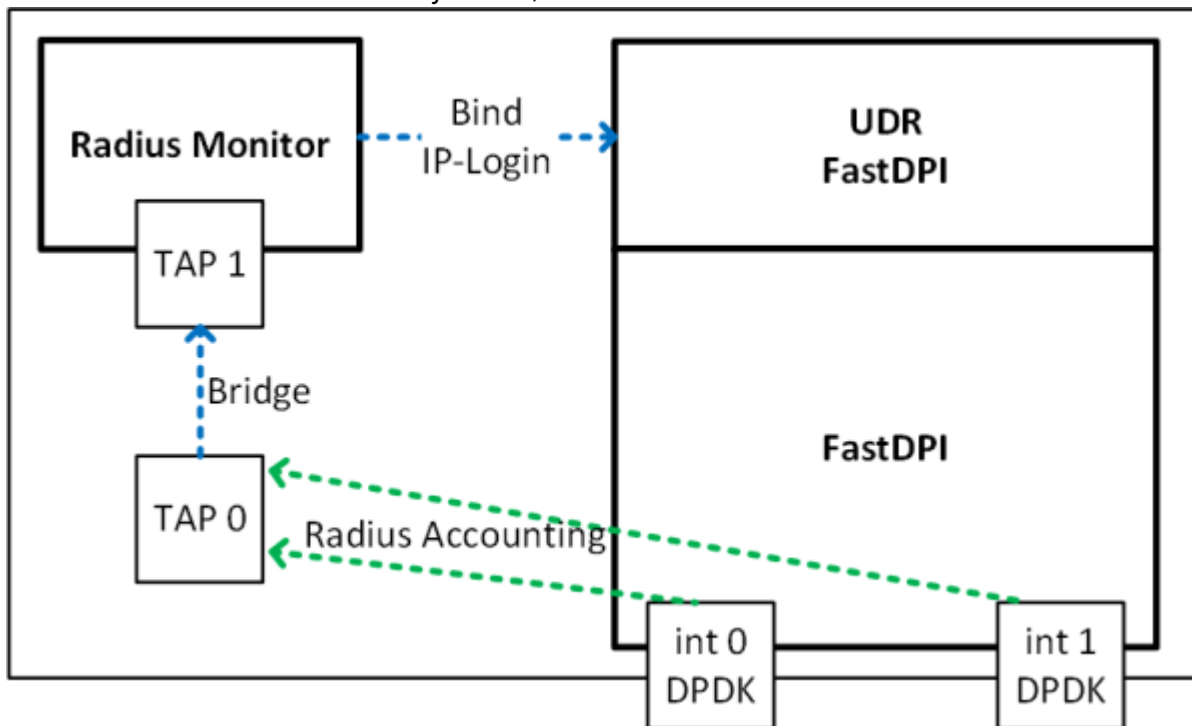 Radius Monitor
TAP 1
Bind
IP-Login
UDR
FastDPI
Bridge
FastDPI
TAP 0
Radius Accounting
int 0
DPDK
int 1
DPDK